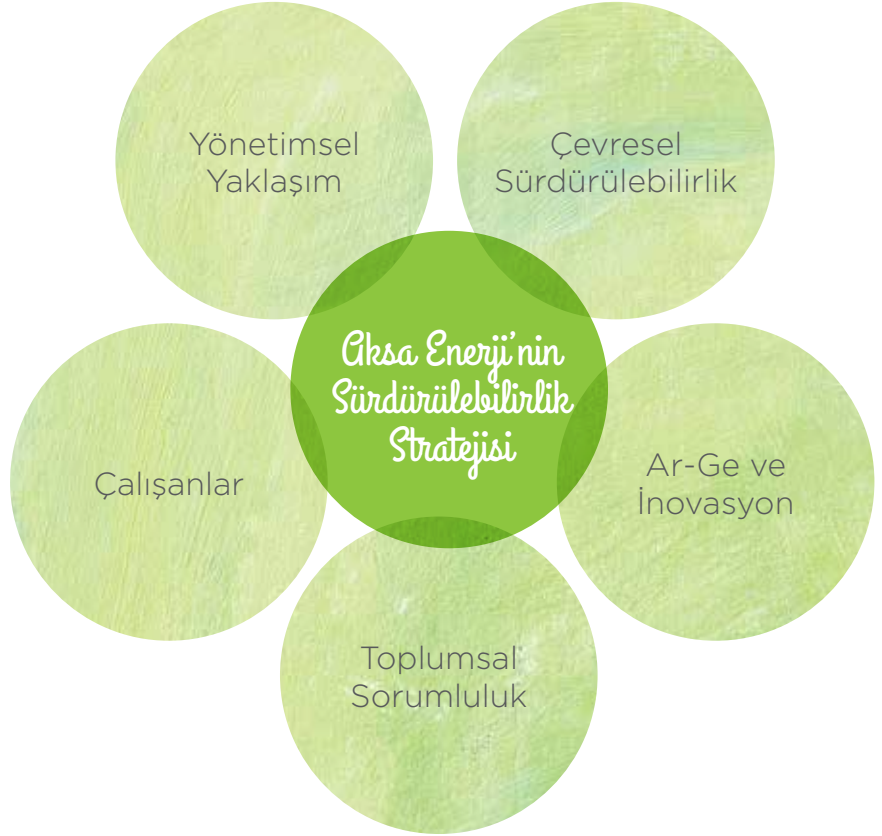 Yönetimsel
Yaklaşım
Çevresel
Sürdürülebilirlik
Aksa Enerji'nin
Sürdürülebilirlik
Stratejisi
Çalışanlar
Ar-Ge ve
İnovasyon
Toplumsal
Sorumluluk